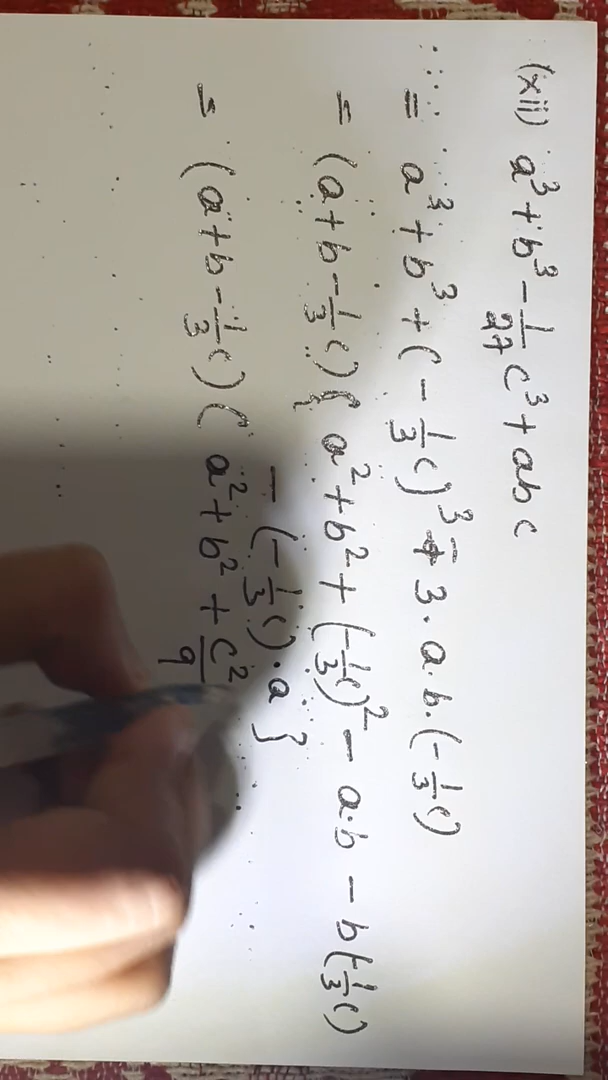 (xii) a³ + b³ - 1/27 c³ + abc
= a³ + b³ + (- 1/3 c)³ - 3 · a · b · (- 1/3 c)
= (a + b - 1/3 c) { a² + b² + (- 1/3 c)² - a·b - b(- 1/3 c)
- (- 1/3 c) · a }
= (a + b - 1/3 c) ( a² + b² + c²/9